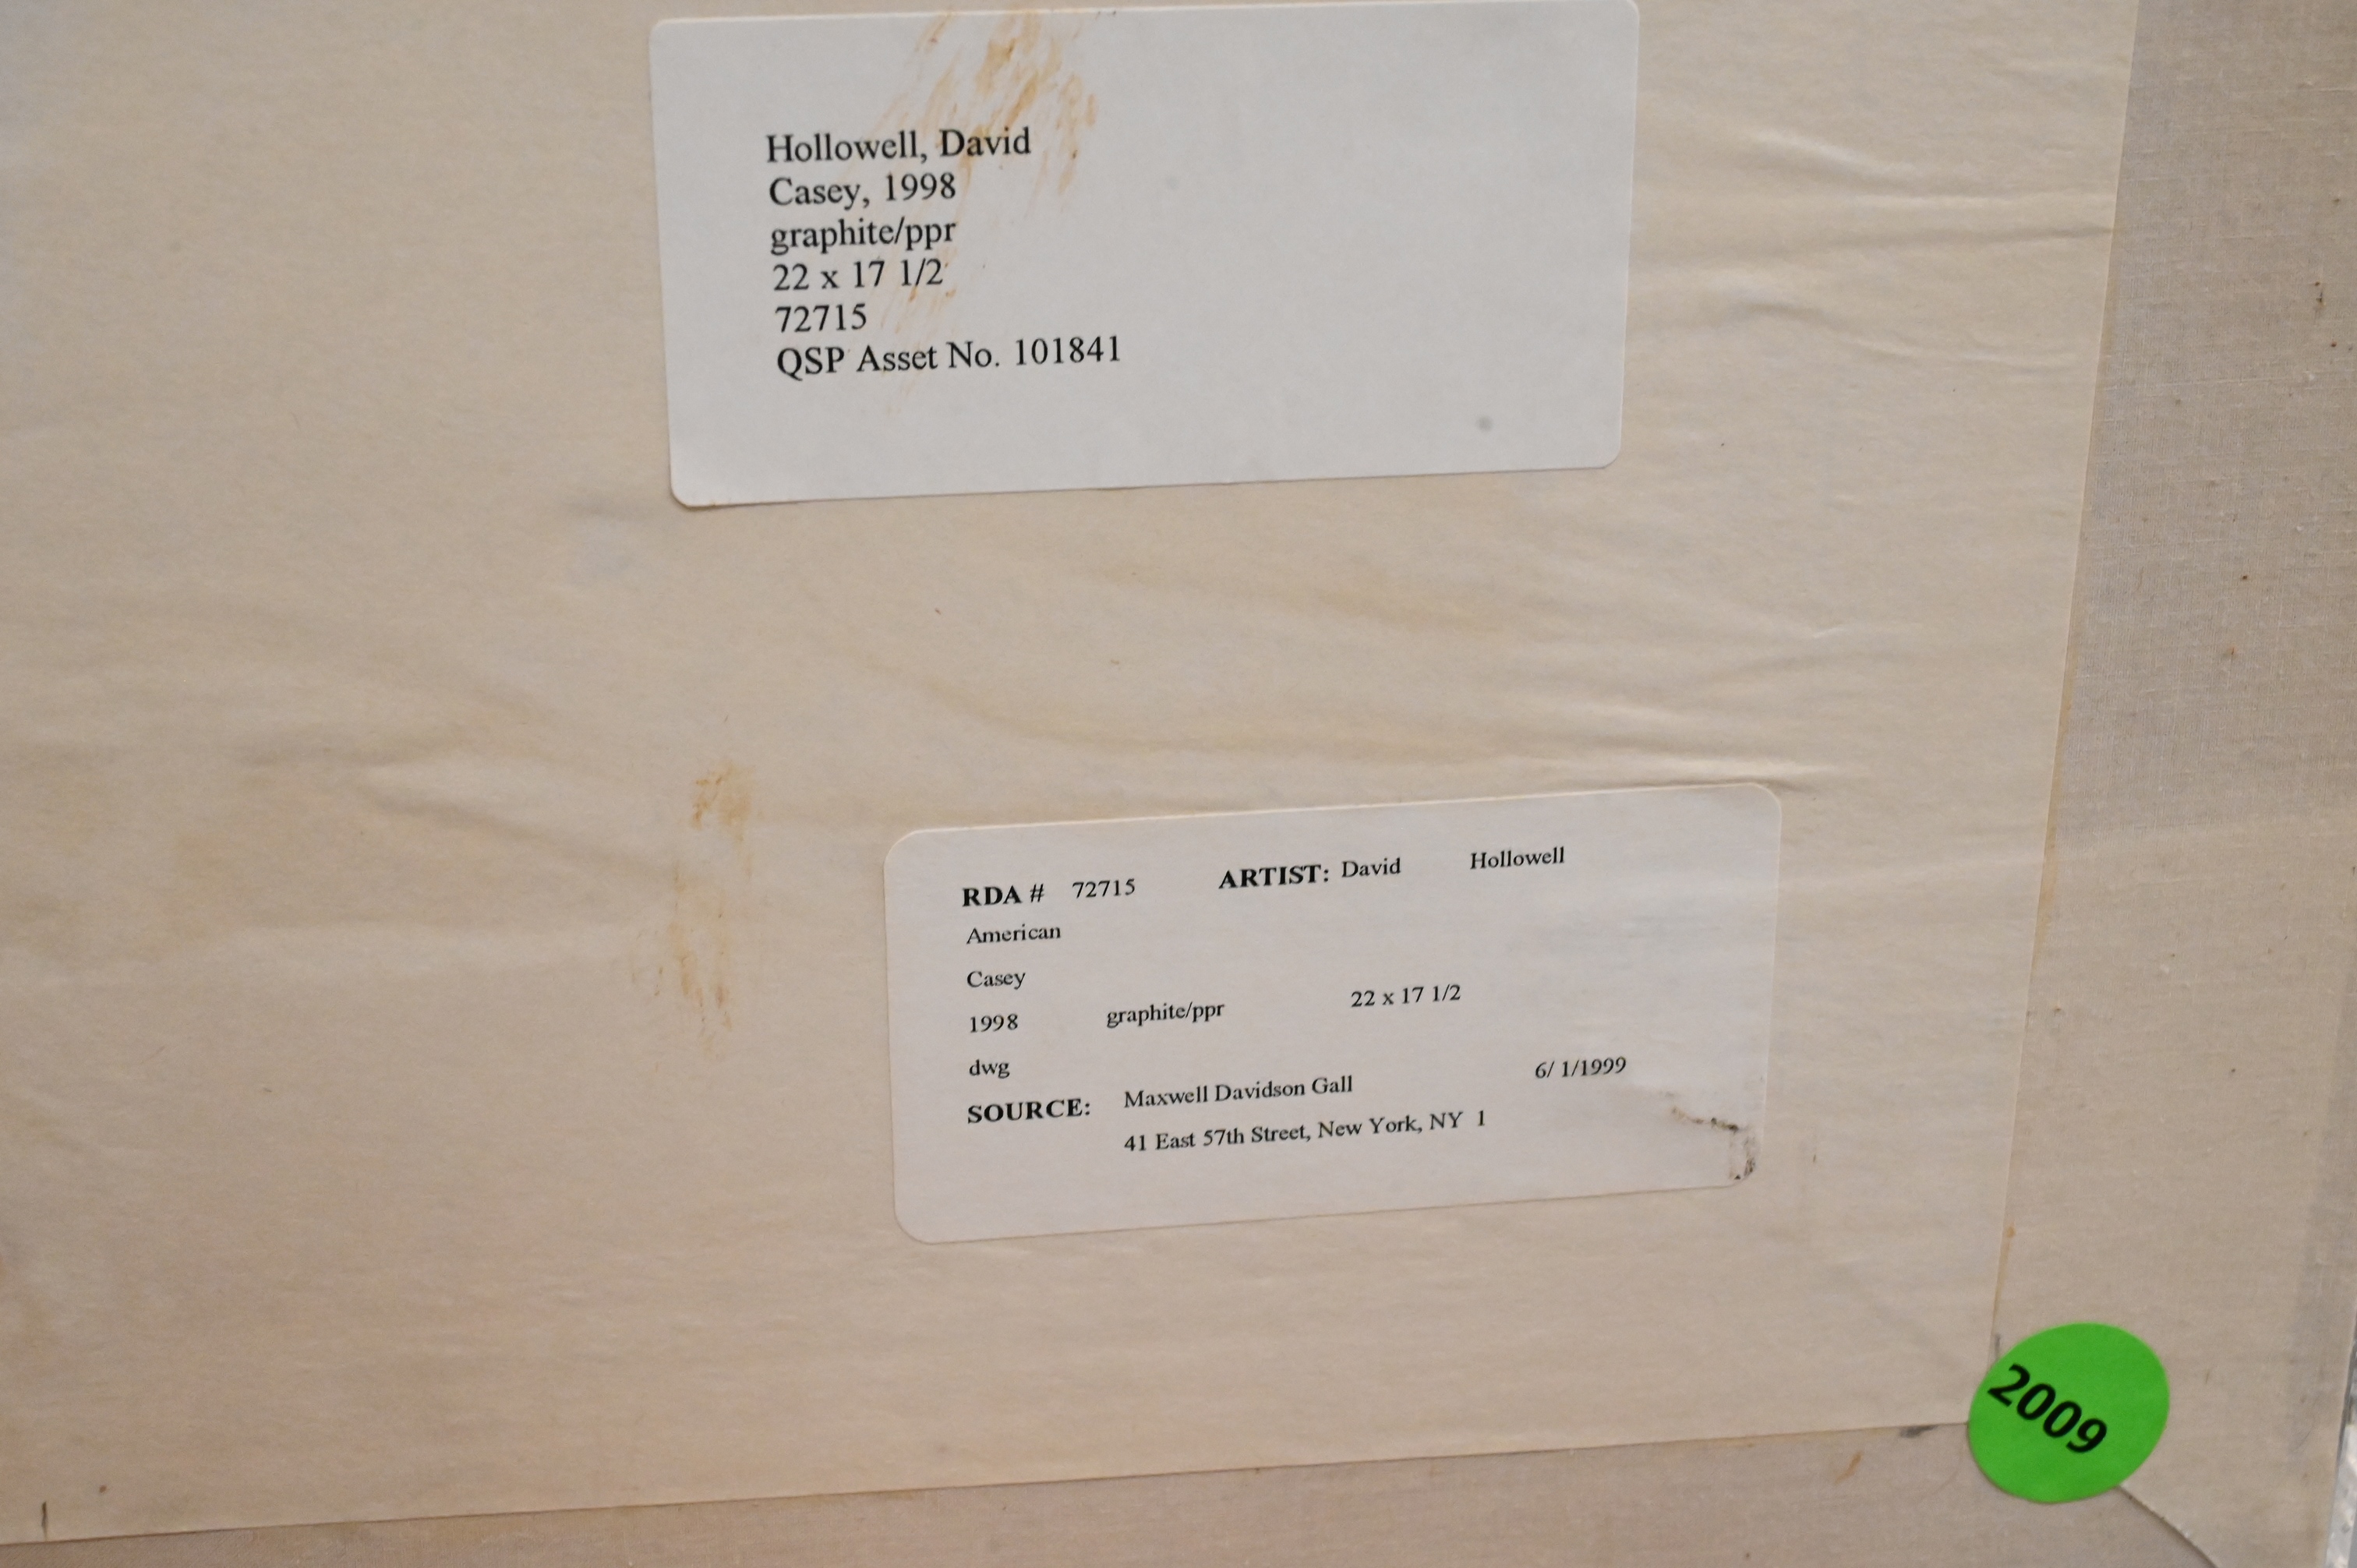 Hollowell, David
Casey, 1998
graphite/ppr
22 x 17 1/2
72715
QSP Asset No. 101841
RDA # 72715 ARTIST: David Hollowell
American
Casey
1998 graphite/ppr 22 x 17 1/2
dwg
SOURCE: Maxwell Davidson Gall 6/ 1/1999
41 East 57th Street, New York, NY 1
2009